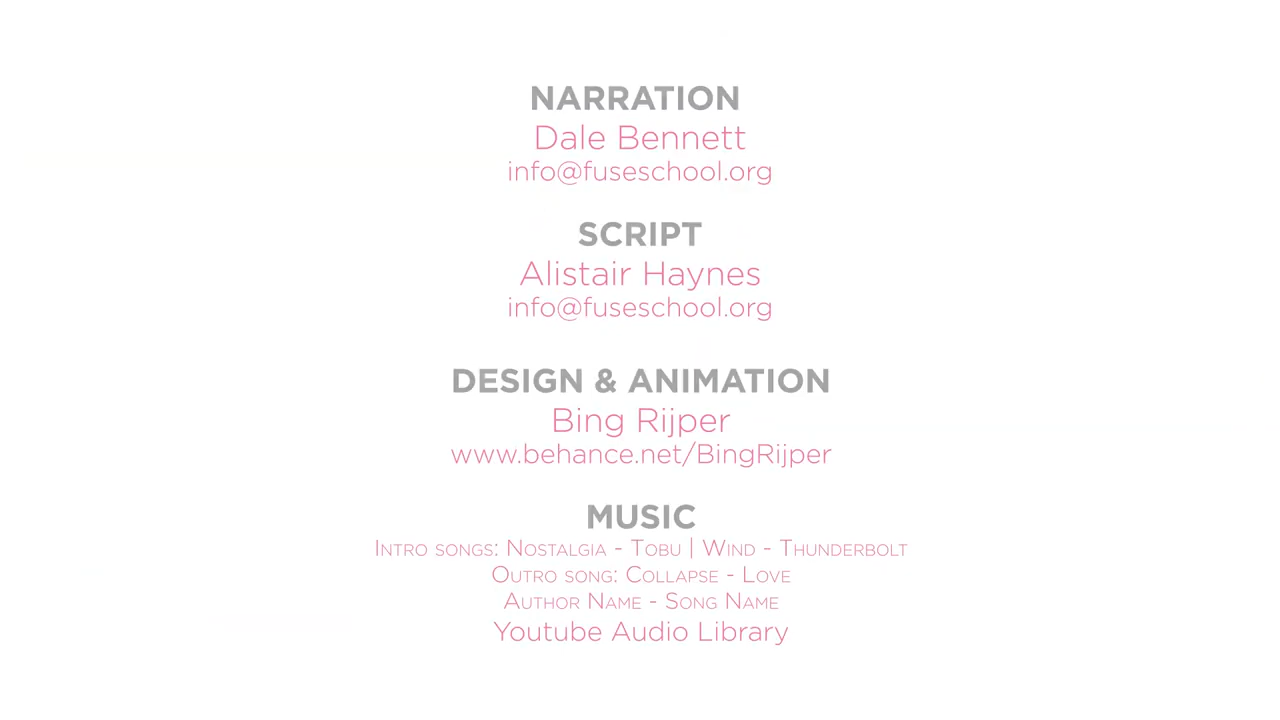 NARRATION
Dale Bennett
info@fuseschool.org
SCRIPT
Alistair Haynes
info@fuseschool.org
DESIGN & ANIMATION
Bing Rijper
www.behance.net/BingRijper
MUSIC
Intro songs: Nostalgia - Tobu | Wind - Thunderbolt
Outro song: Collapse - Love
Author Name - Song Name
Youtube Audio Library